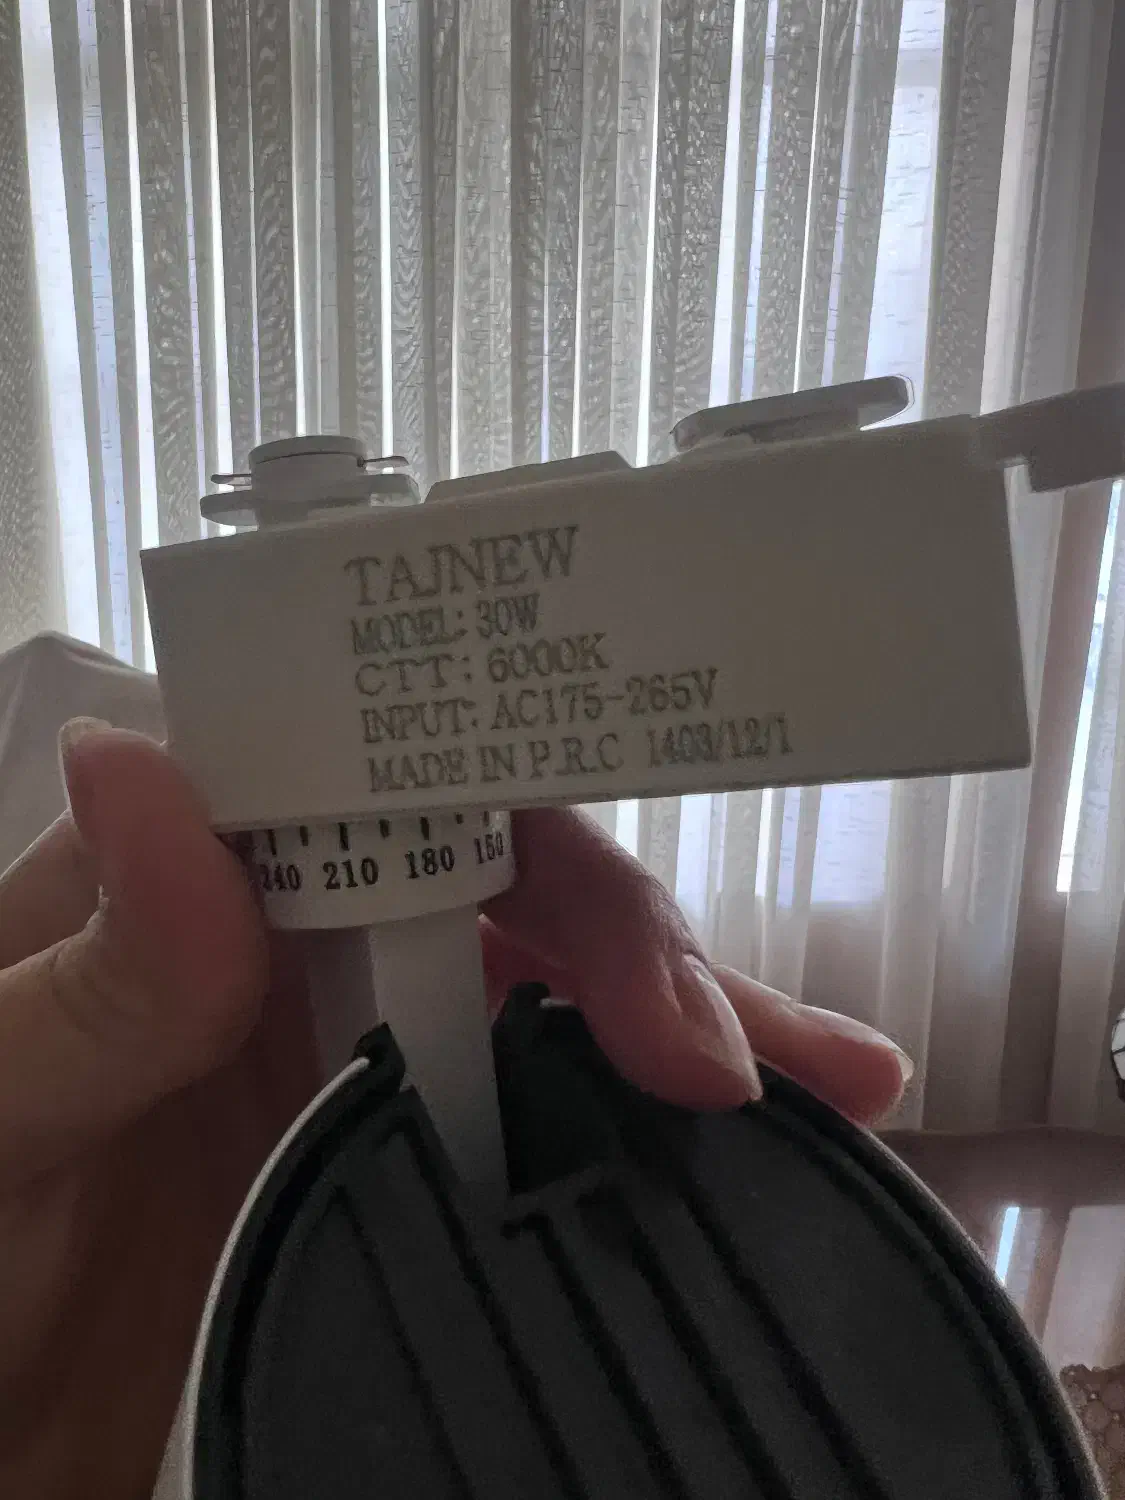 TAJNEW
MODEL: 30W
CTT: 6000K
INPUT: AC175-265V
MADE IN P.R.C 1403/12/1
240 210 180 150